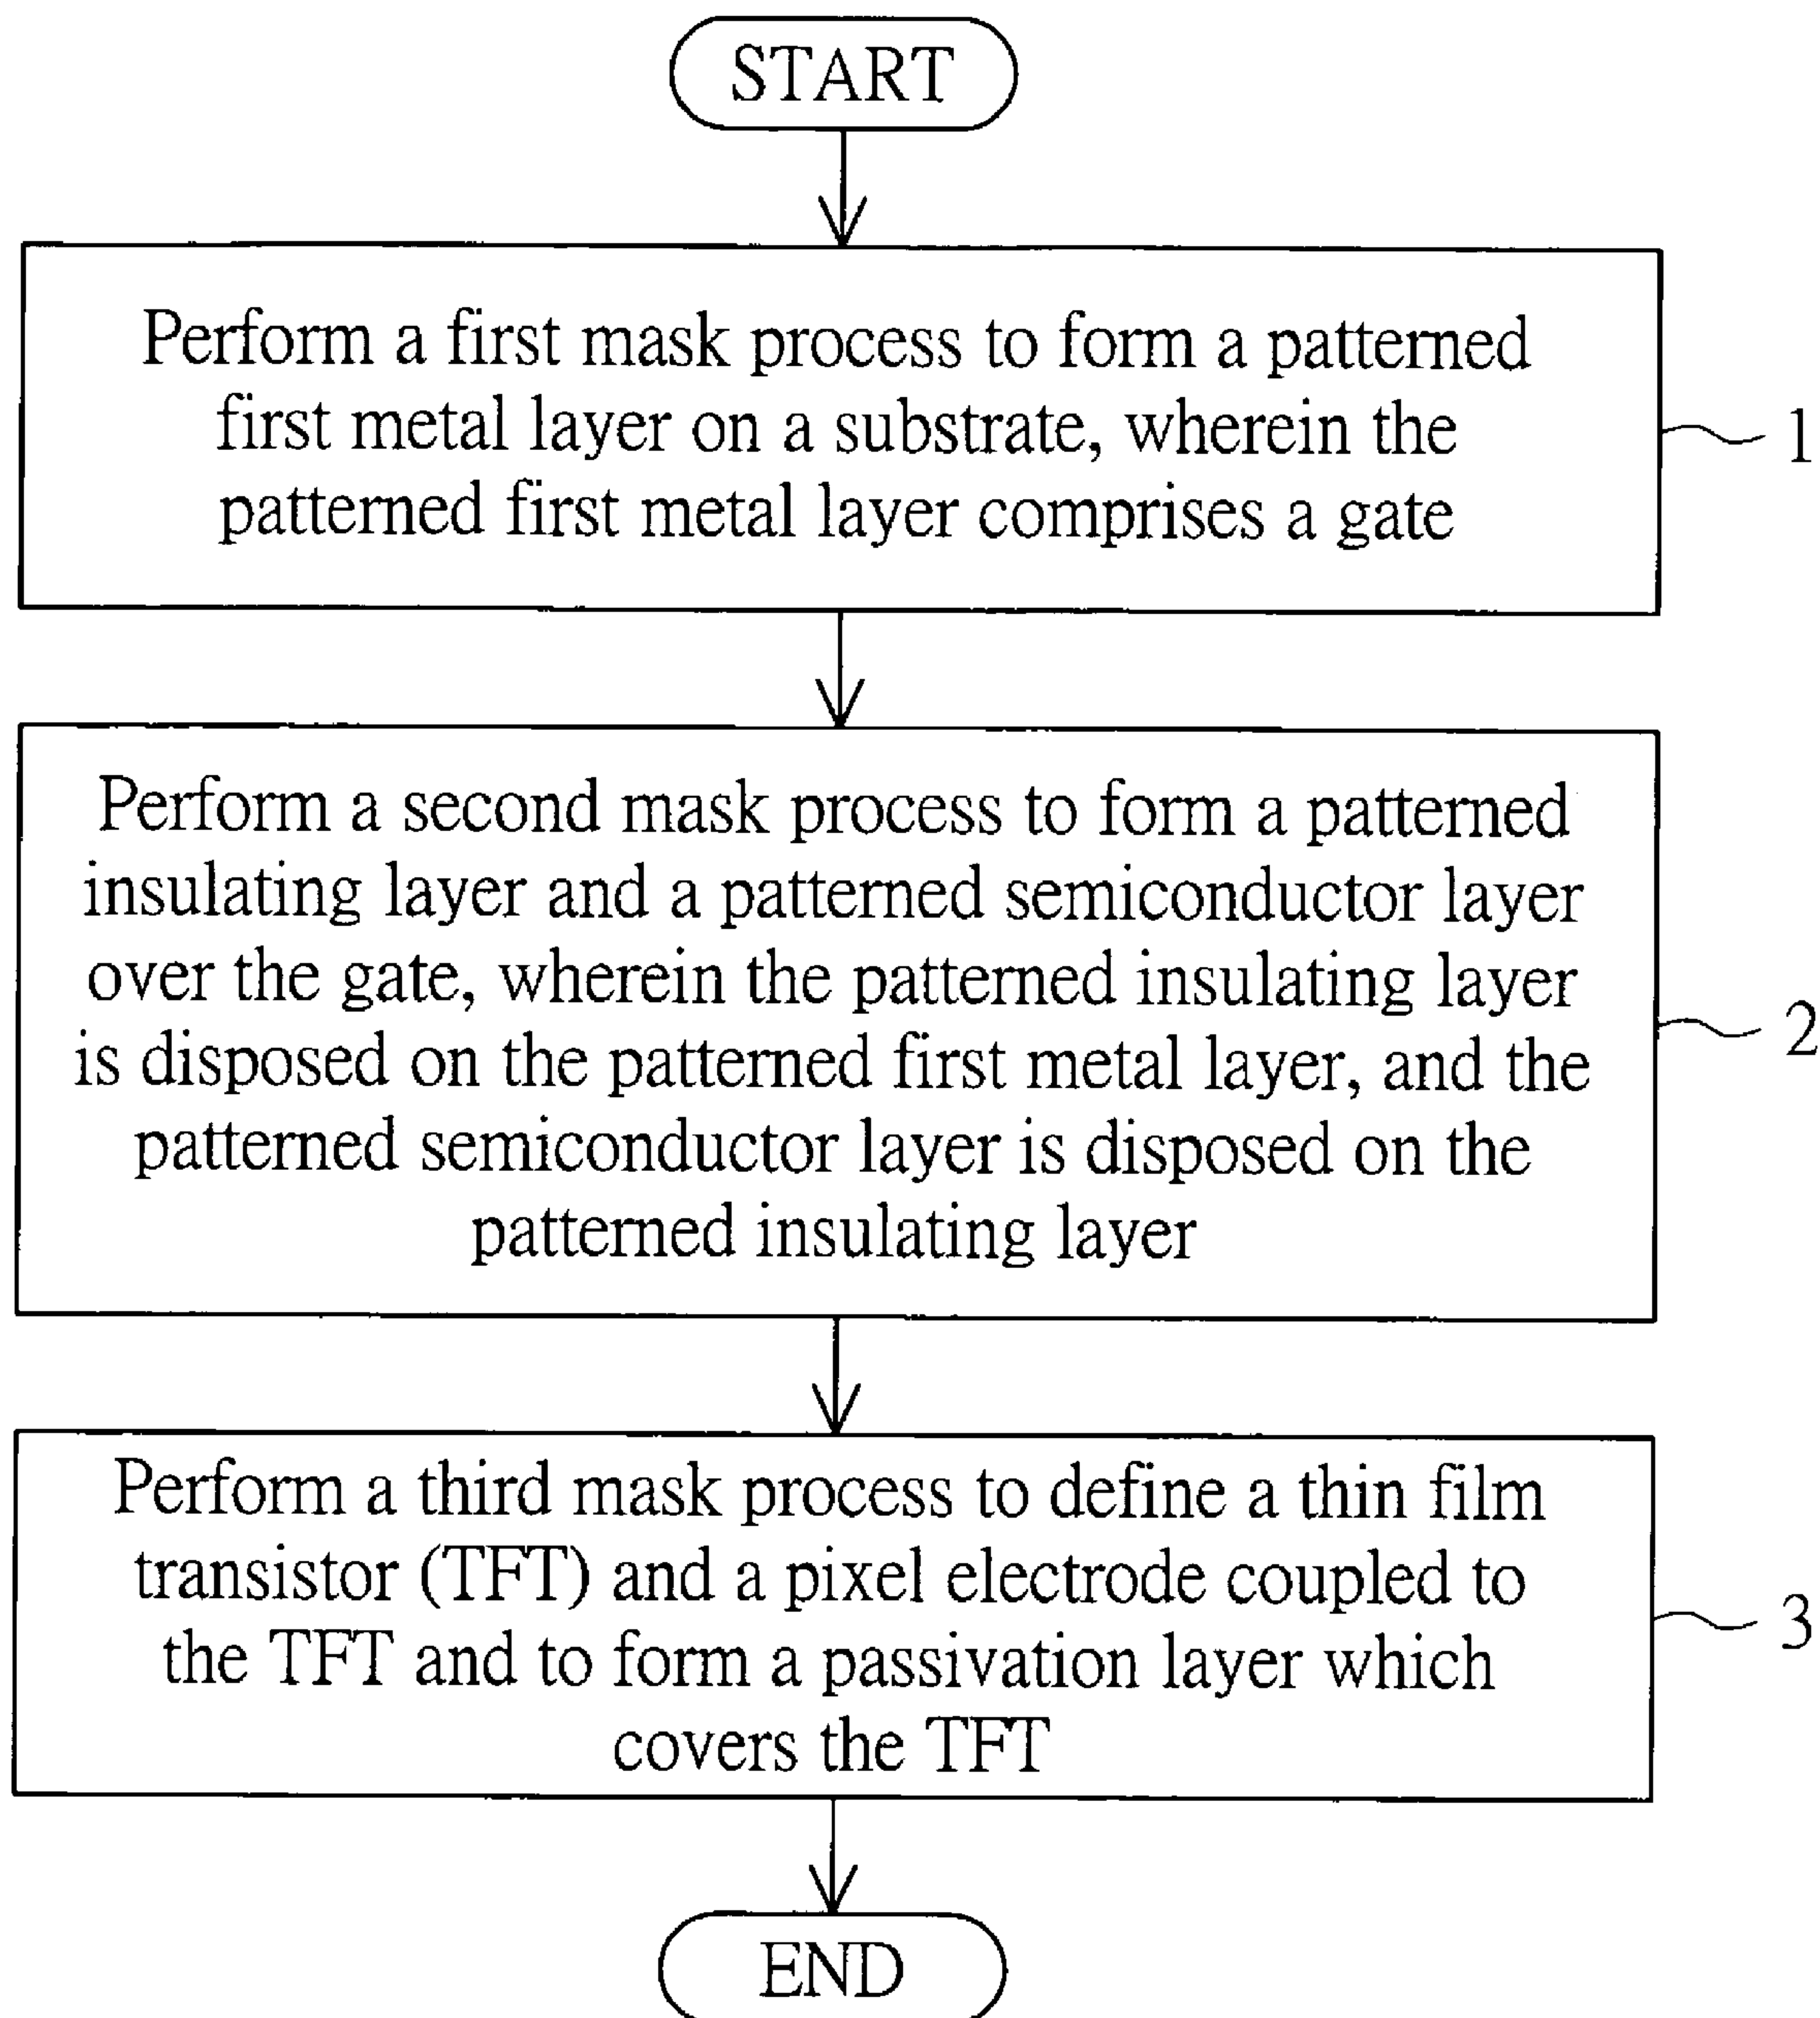 START
Perform a first mask process to form a patterned
first metal layer on a substrate, wherein the
patterned first metal layer comprises a gate
1
Perform a second mask process to form a patterned
insulating layer and a patterned semiconductor layer
over the gate, wherein the patterned insulating layer
is disposed on the patterned first metal layer, and the
patterned semiconductor layer is disposed on the
patterned insulating layer
2
Perform a third mask process to define a thin film
transistor (TFT) and a pixel electrode coupled to
the TFT and to form a passivation layer which
covers the TFT
3
END